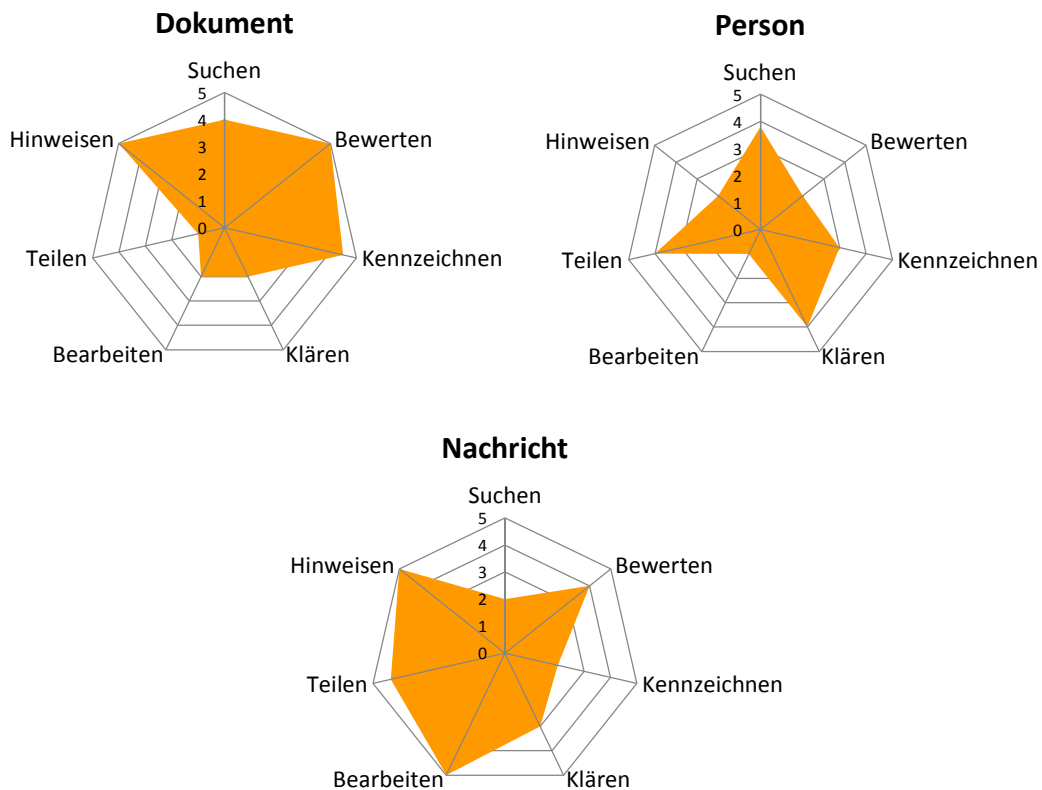 Dokument
Suchen
5
4
3
2
1
0
Hinweisen
Bewerten
Teilen
Kennzeichnen
Bearbeiten
Klären
Person
Suchen
5
4
3
2
1
0
Hinweisen
Bewerten
Teilen
Kennzeichnen
Bearbeiten
Klären
Nachricht
Suchen
5
4
3
2
1
0
Hinweisen
Bewerten
Teilen
Kennzeichnen
Bearbeiten
Klären